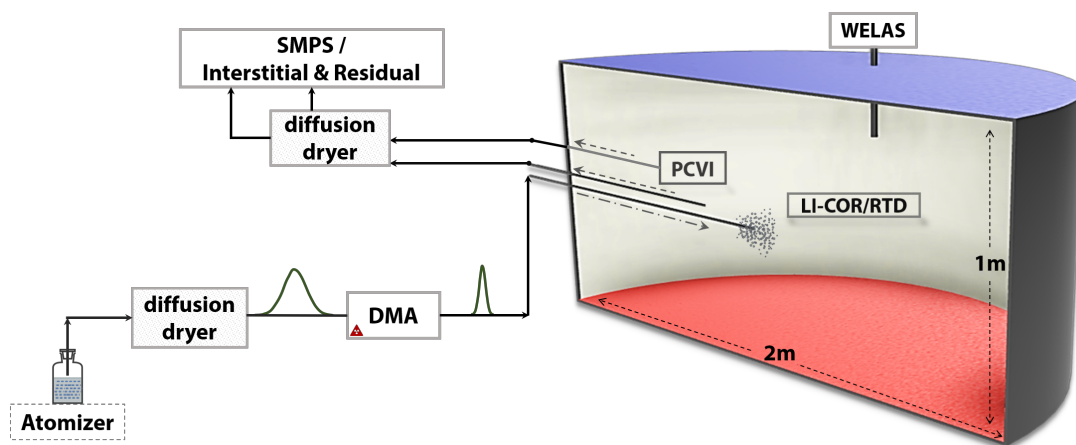 WELAS
SMPS /
Interstitial & Residual
diffusion
dryer
PCVI
LI-COR/RTD
1m
diffusion
dryer
DMA
2m
Atomizer